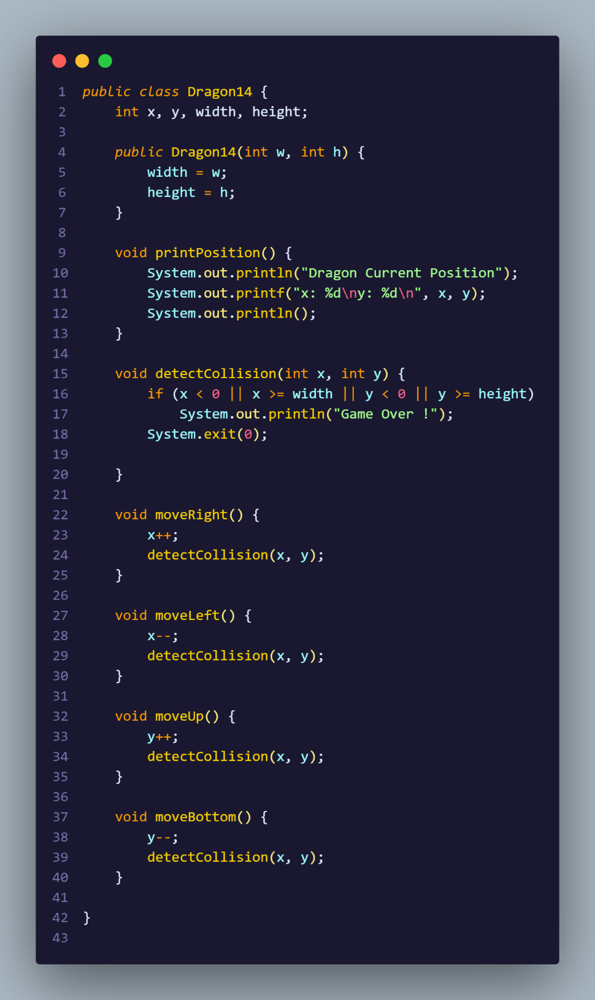 1 public class Dragon14 {
2     int x, y, width, height;
3
4     public Dragon14(int w, int h) {
5         width = w;
6         height = h;
7     }
8
9     void printPosition() {
10         System.out.println("Dragon Current Position");
11         System.out.printf("x: %d\ny: %d\n", x, y);
12         System.out.println();
13     }
14
15     void detectCollision(int x, int y) {
16         if (x < 0 || x >= width || y < 0 || y >= height)
17             System.out.println("Game Over !");
18         System.exit(0);
19
20     }
21
22     void moveRight() {
23         x++;
24         detectCollision(x, y);
25     }
26
27     void moveLeft() {
28         x--;
29         detectCollision(x, y);
30     }
31
32     void moveUp() {
33         y++;
34         detectCollision(x, y);
35     }
36
37     void moveBottom() {
38         y--;
39         detectCollision(x, y);
40     }
41
42 }
43